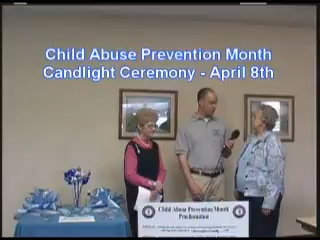 Child Abuse Prevention Month
Candlight Ceremony - April 8th
Child Abuse Prevention Month
Proclamation